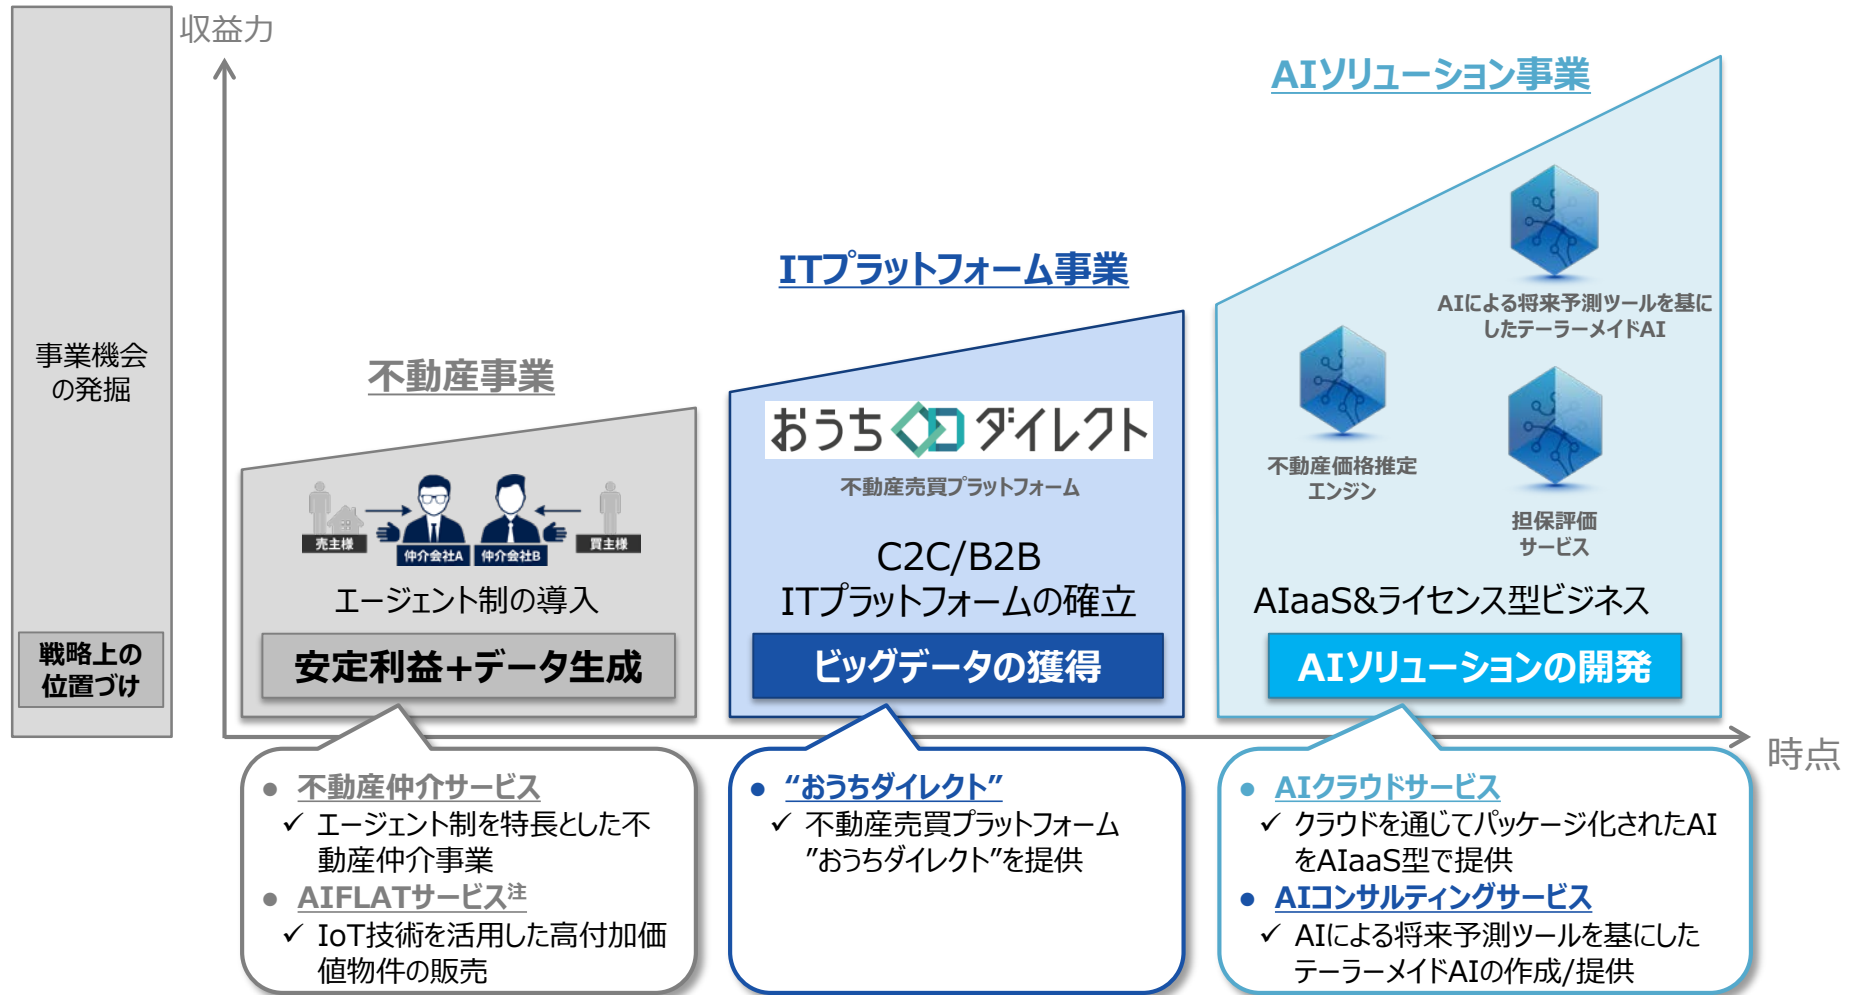 収益力
事業機会
の発掘
戦略上の
位置づけ
不動産事業
売主様
仲介会社A
仲介会社B
買主様
エージェント制の導入
安定利益+データ生成
ITプラットフォーム事業
おうちダイレクト
不動産売買プラットフォーム
C2C/B2B
ITプラットフォームの確立
ビッグデータの獲得
AIソリューション事業
AIによる将来予測ツールを基に
したテーラーメイドAI
不動産価格推定
エンジン
担保評価
サービス
AIaaS&ライセンス型ビジネス
AIソリューションの開発
時点
● 不動産仲介サービス
✓ エージェント制を特長とした不
動産仲介事業
● AIFLATサービス注
✓ IoT技術を活用した高付加価
値物件の販売
● “おうちダイレクト”
✓ 不動産売買プラットフォーム
”おうちダイレクト”を提供
● AIクラウドサービス
✓ クラウドを通じてパッケージ化されたAI
をAIaaS型で提供
● AIコンサルティングサービス
✓ AIによる将来予測ツールを基にした
テーラーメイドAIの作成/提供